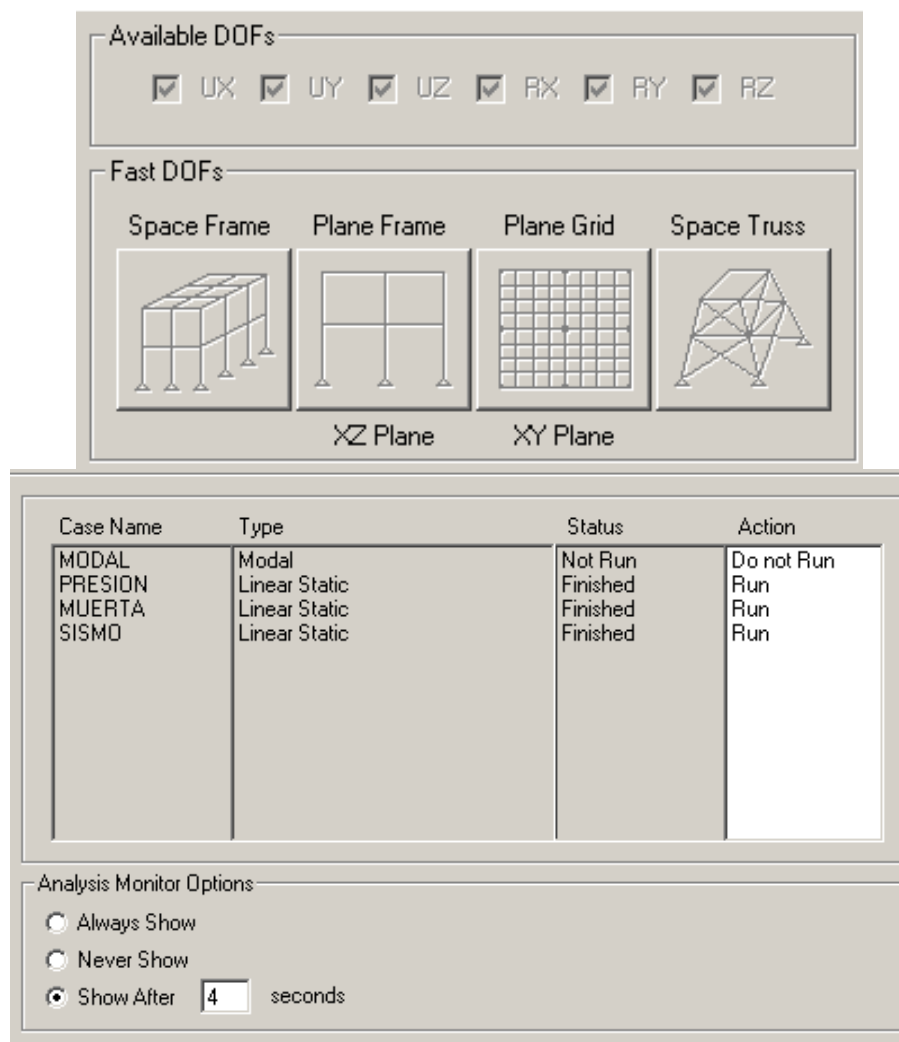 Available DOFs
UX UY UZ RX RY RZ
Fast DOFs
Space Frame Plane Frame Plane Grid Space Truss
XZ Plane XY Plane
Case Name Type Status Action
MODAL Modal Not Run Do not Run
PRESION Linear Static Finished Run
MUERTA Linear Static Finished Run
SISMO Linear Static Finished Run
Analysis Monitor Options
Always Show
Never Show
Show After 4 seconds